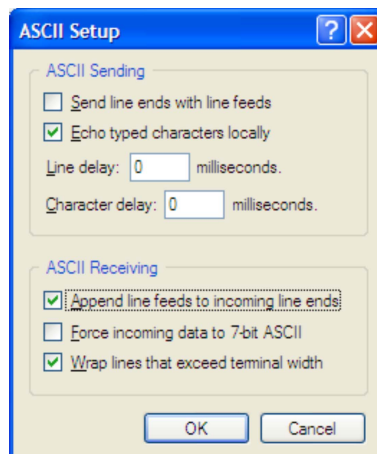 ASCII Setup
ASCII Sending
Send line ends with line feeds
Echo typed characters locally
Line delay: 0 milliseconds.
Character delay: 0 milliseconds.
ASCII Receiving
Append line feeds to incoming line ends
Force incoming data to 7-bit ASCII
Wrap lines that exceed terminal width
OK Cancel